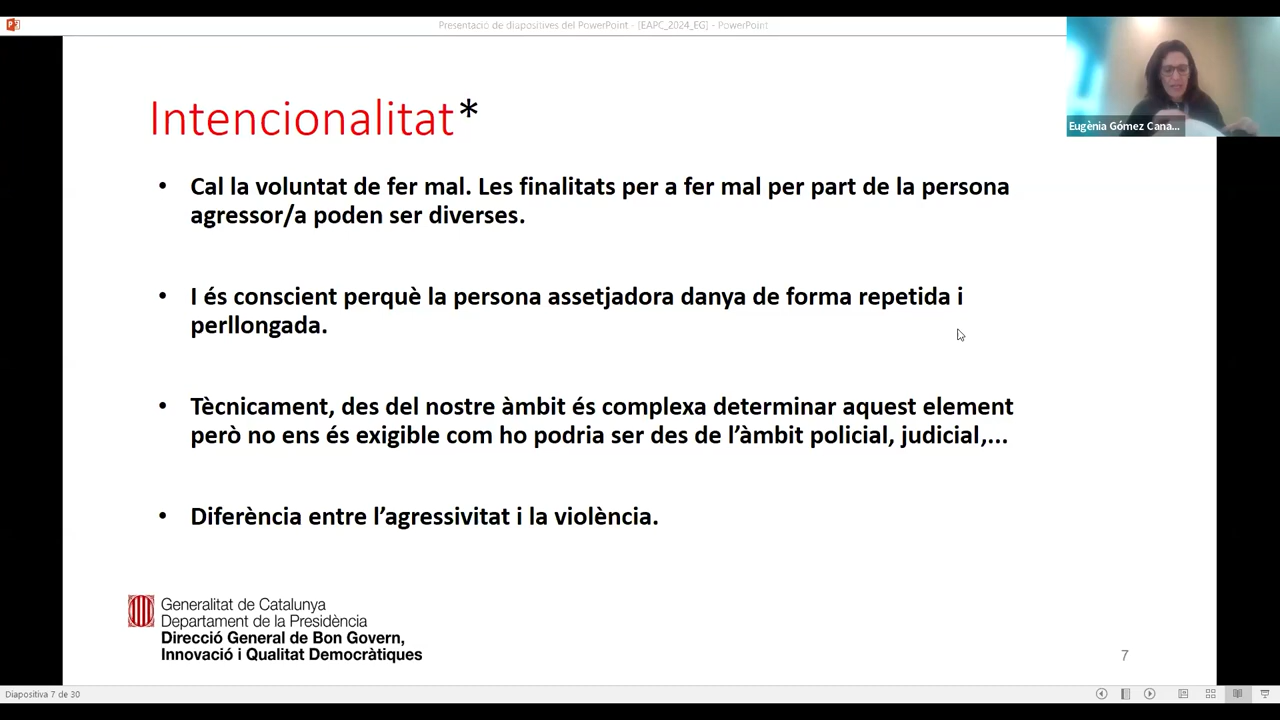 Presentació de diapositives del PowerPoint - [EAPC_2024_EG] - PowerPoint
Eugènia Gómez Cana...
Intencionalitat*
• Cal la voluntat de fer mal. Les finalitats per a fer mal per part de la persona
agressor/a poden ser diverses.
• I és conscient perquè la persona assetjadora danya de forma repetida i
perllongada.
• Tècnicament, des del nostre àmbit és complexa determinar aquest element
però no ens és exigible com ho podria ser des de l’àmbit policial, judicial,...
• Diferència entre l’agressivitat i la violència.
Generalitat de Catalunya
Departament de la Presidència
Direcció General de Bon Govern,
Innovació i Qualitat Democràtiques
7
Diapositiva 7 de 30